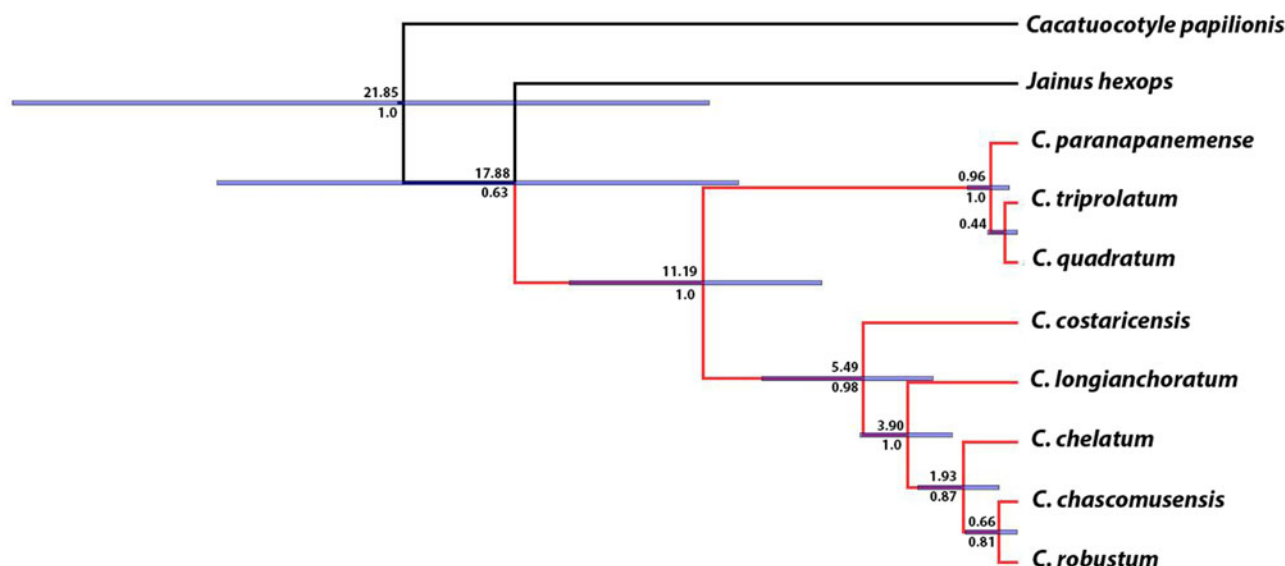 Cacatuocotyle papilionis
Jainus hexops
21.85
1.0
C. paranapanemense
17.88
0.63
0.96
1.0
C. triprolatum
0.44
C. quadratum
11.19
1.0
C. costaricensis
5.49
0.98
C. longianchoratum
3.90
1.0
C. chelatum
1.93
0.87
C. chascomusensis
0.66
0.81
C. robustum